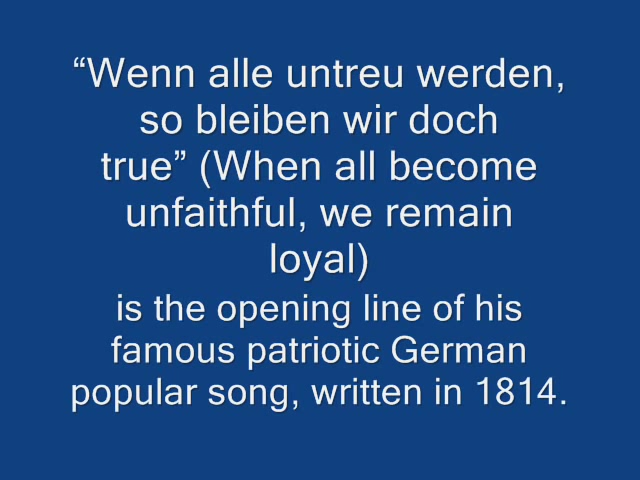 “Wenn alle untreu werden,
so bleiben wir doch
true” (When all become
unfaithful, we remain
loyal)
is the opening line of his
famous patriotic German
popular song, written in 1814.